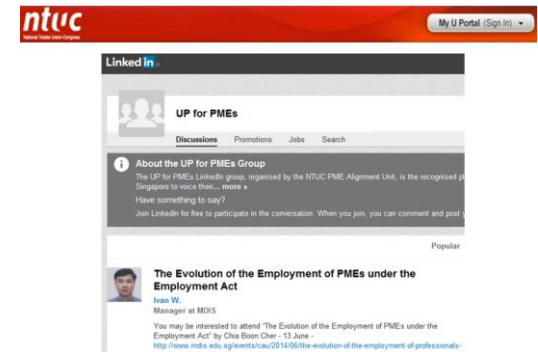 ntuc
National Trades Union Congress
My U Portal (Sign In)
Linked in
UP for PMEs
Discussions Promotions Jobs Search
About the UP for PMEs Group
The UP for PMEs LinkedIn group, organised by the NTUC PME Alignment Unit, is the recognised pl
Singapore to voice their... more »
Have something to say?
Join LinkedIn for free to participate in the conversation. When you join, you can comment and post y
Popular
The Evolution of the Employment of PMEs under the
Employment Act
Ivan W.
Manager at MDIS
You may be interested to attend "The Evolution of the Employment of PMEs under the
Employment Act" by Chia Boon Cher - 13 June -
http://www.mdis.edu.sg/events/cau/2014/06/the-evolution-of-the-employment-of-professionals-